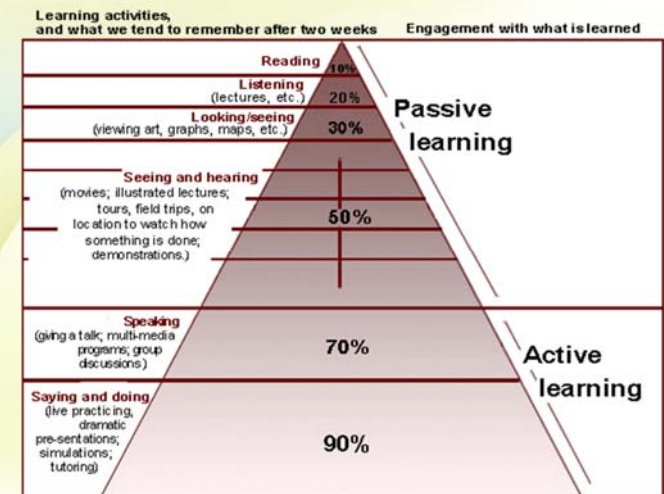 Learning activities,
and what we tend to remember after two weeks
Engagement with what is learned
Reading
10%
Listening
(lectures, etc.)
20%
Looking/seeing
(viewing art, graphs, maps, etc.)
30%
Passive
learning
Seeing and hearing
(movies; illustrated lectures;
tours, field trips, on
location to watch how
something is done;
demonstrations.)
50%
Speaking
(giving a talk; multi-media
programs; group
discussions)
70%
Active
learning
Saying and doing
(live practicing,
dramatic
pre-sentations;
simulations;
tutoring)
90%